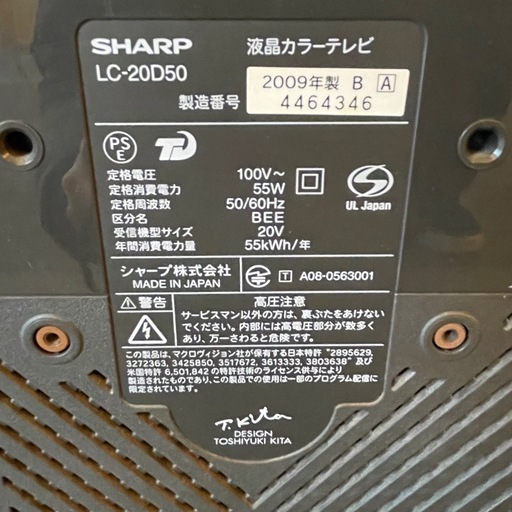 SHARP 液晶カラーテレビ
LC-20D50
2009年製 B A
製造番号 4464346
PSE
定格電圧 100V～
定格消費電力 55W
定格周波数 50/60Hz
区分名 BEE
受信機型サイズ 20V
年間消費電力量 55kWh/年
UL Japan
シャープ株式会社
MADE IN JAPAN
T A08-0563001
警告 高圧注意
サービスマン以外の方は、裏ぶたをあけない
でください。内部には高電圧部分が数多く
あり、万一さわると危険です。
この製品は、マクロヴィジョン社が保有する日本特許 "2895629,
3272363, 3425850, 3517672, 3613333, 3803638" 及び
米国特許 6,501,842 の特許技術のライセンス供与により
製造されたもので、この製品での使用は一部のプログラム配信に
限定されています。
T. Kita
DESIGN
TOSHIYUKI KITA